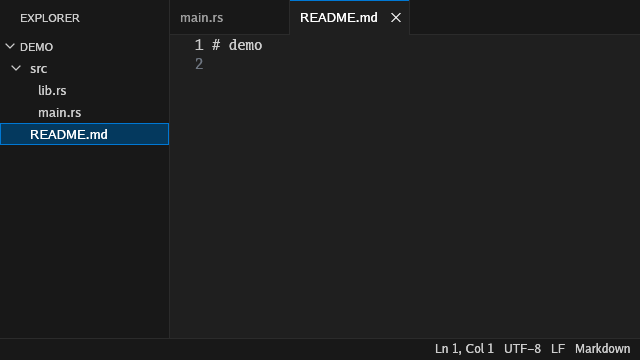 EXPLORER
DEMO
src
lib.rs
main.rs
README.md
main.rs README.md
1 # demo
2
Ln 1, Col 1 UTF-8 LF Markdown